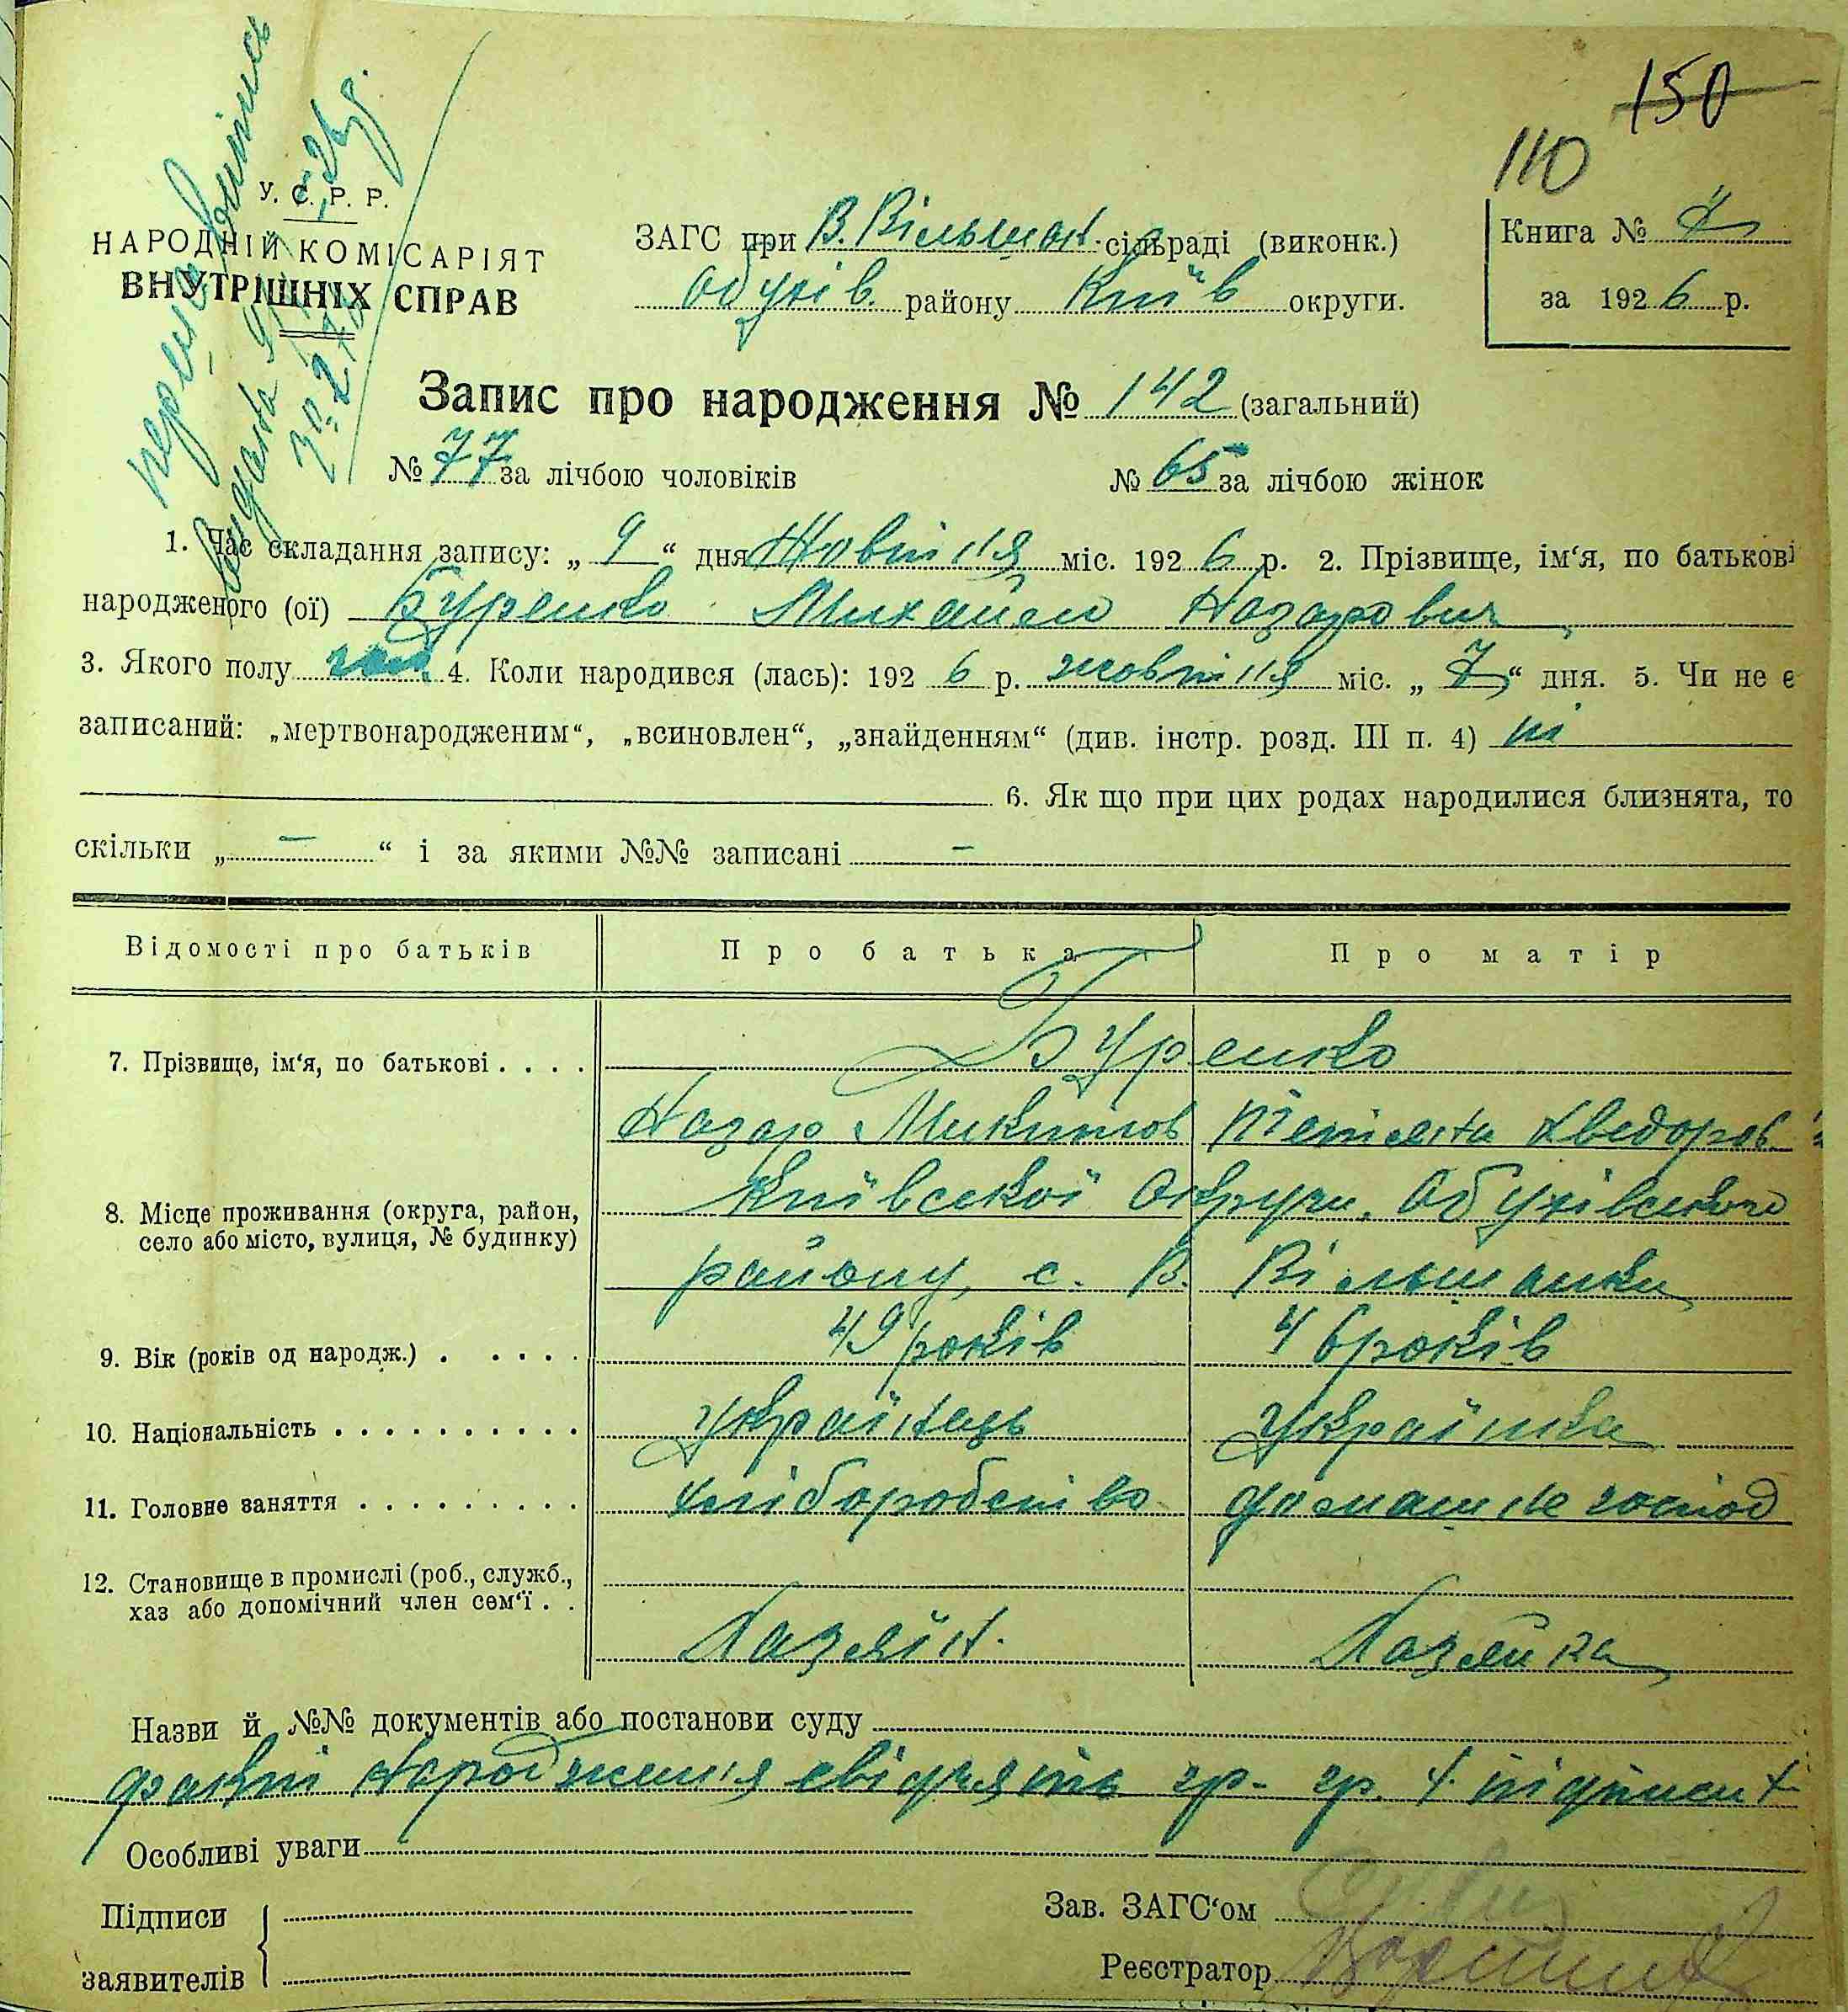 150
110
У. С. Р. Р.
НАРОДНІЙ КОМІСАРІЯТ
ВНУТРІШНІХ СПРАВ
ЗАГС при В. Вільшан. сільраді (виконк.)
Обухів. району Київ округи.
Книга № 2
за 1926 р.
Запис про народження № 142 (загальний)
№ 77 за лічбою чоловіків № 65 за лічбою жінок
1. Час складання запису: „ 9 “ дня Жовтня міс. 1926 р. 2. Прізвище, ім‘я, по батькові
народженого (ої) Буренко Михайло Назарович
3. Якого полу чол. 4. Коли народився (лась): 1926 р. жовтня міс. „ 7 “ дня. 5. Чи не є
записаний: „мертвонародженим“, „всиновлен“, „знайденням“ (див. інстр. розд. III п. 4) ні
6. Як що при цих родах народилися близнята, то
скільки „ — “ і за якими №№ записані —
Відомості про батьків Про батька Про матір
7. Прізвище, ім‘я, по батькові . . . . Буренко
Назар Микитов Тетяна Хведоров
8. Місце проживання (округа, район, Київської Округи, Обухівського
село або місто, вулиця, № будинку)
району, с. В. Вільшанки
9. Вік (років од народж.) . . . . . 49 років 46 років
10. Національність . . . . . . . . . . українець Українка
11. Головне заняття . . . . . . . . . хліборобство домашнє господ
12. Становище в промислі (роб., служб.,
хаз або допомічний член сем‘ї . .
Хазяїн. Хазяйка
Назви й №№ документів або постанови суду
факт народження свідчать гр. гр.
Особливі уваги
Підписи
заявителів
Зав. ЗАГС‘ом
Реєстратор